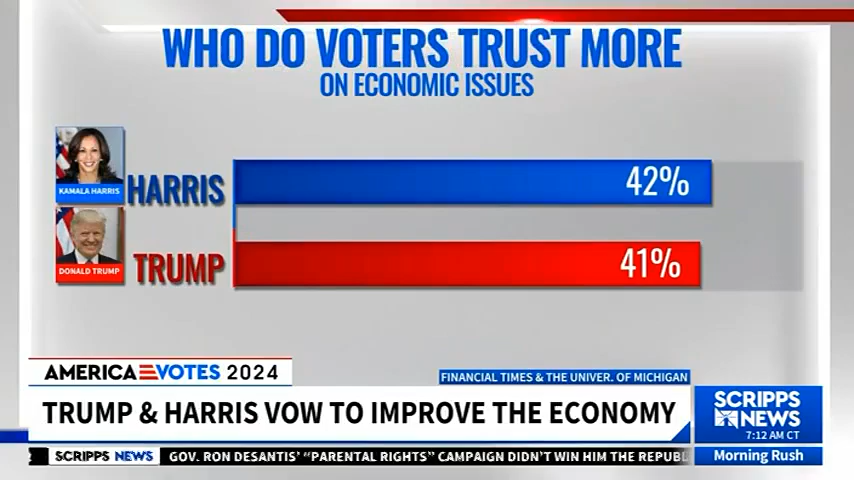 WHO DO VOTERS TRUST MORE
ON ECONOMIC ISSUES
KAMALA HARRIS
HARRIS
42%
DONALD TRUMP
TRUMP
41%
AMERICA VOTES 2024
FINANCIAL TIMES & THE UNIVER. OF MICHIGAN
TRUMP & HARRIS VOW TO IMPROVE THE ECONOMY
SCRIPPS
NEWS
7:12 AM CT
SCRIPPS NEWS
GOV. RON DESANTIS' "PARENTAL RIGHTS" CAMPAIGN DIDN'T WIN HIM THE REPUBL
Morning Rush